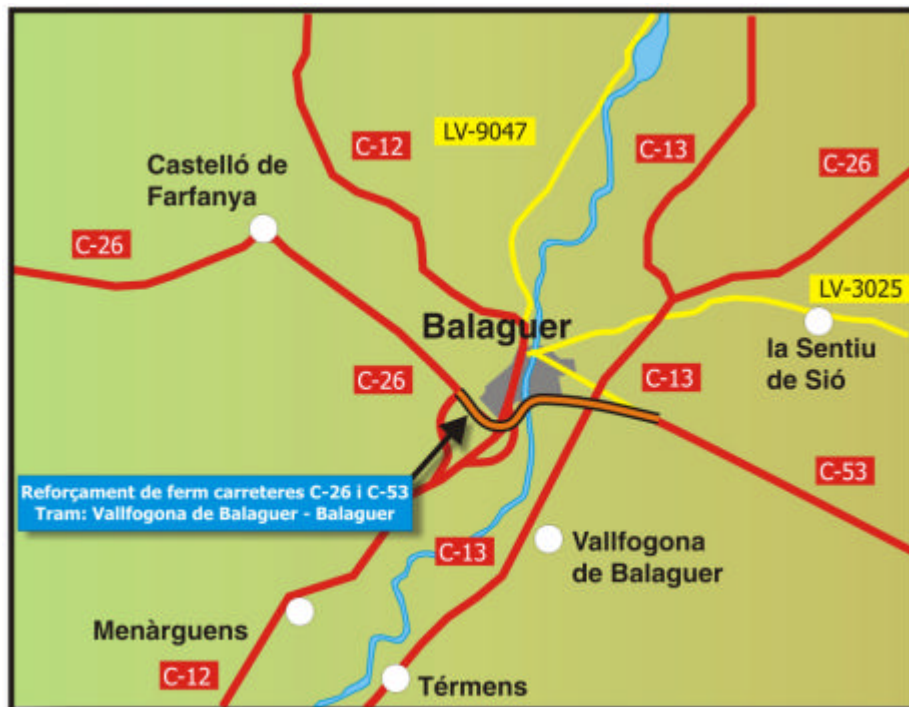 LV-9047
C-12
C-13
C-26
Castelló de
Farfanya
C-26
LV-3025
Balaguer
la Sentiu
de Sió
C-26
C-13
C-53
Reforçament de ferm carreteres C-26 i C-53
Tram: Vallfogona de Balaguer - Balaguer
C-13
Vallfogona
de Balaguer
Menàrguens
C-12
Térmens